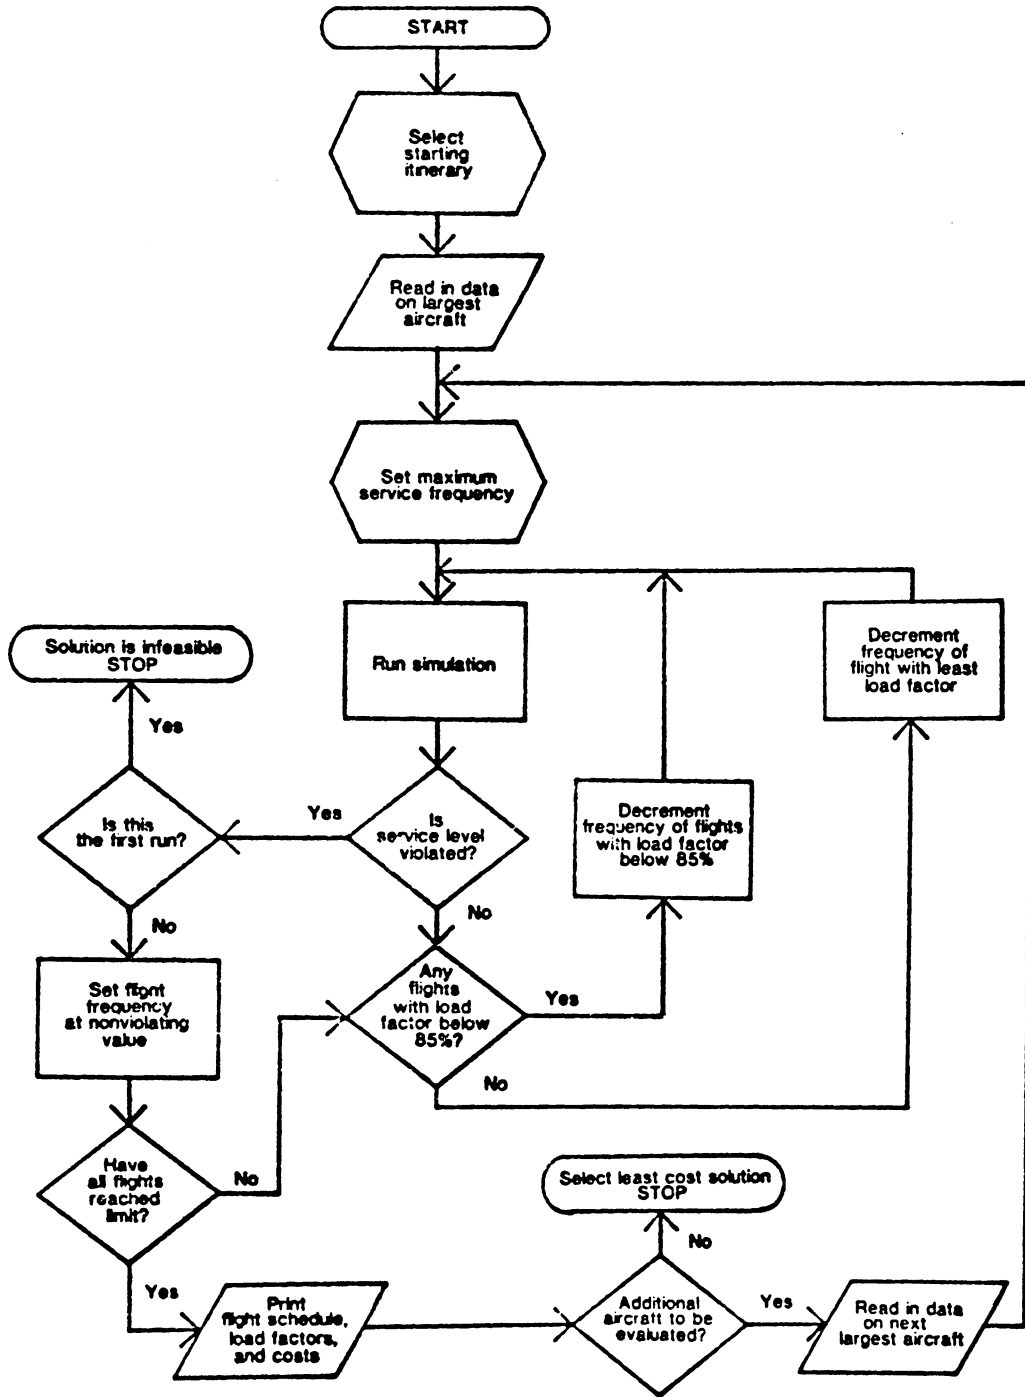 START
Select
starting
itinerary
Read in data
on largest
aircraft
Set maximum
service frequency
Run simulation
Decrement
frequency of
flight with least
load factor
Solution is infeasible
STOP
Yes
Is this
the first run?
Yes
Is
service level
violated?
Decrement
frequency of flights
with load factor
below 85%
No
No
Set flight
frequency
at nonviolating
value
Any
flights
with load
factor below
85%?
Yes
No
Have
all flights
reached
limit?
No
Select least cost solution
STOP
No
Yes
Print
flight schedule,
load factors,
and costs
Additional
aircraft to be
evaluated?
Yes
Read in data
on next
largest aircraft